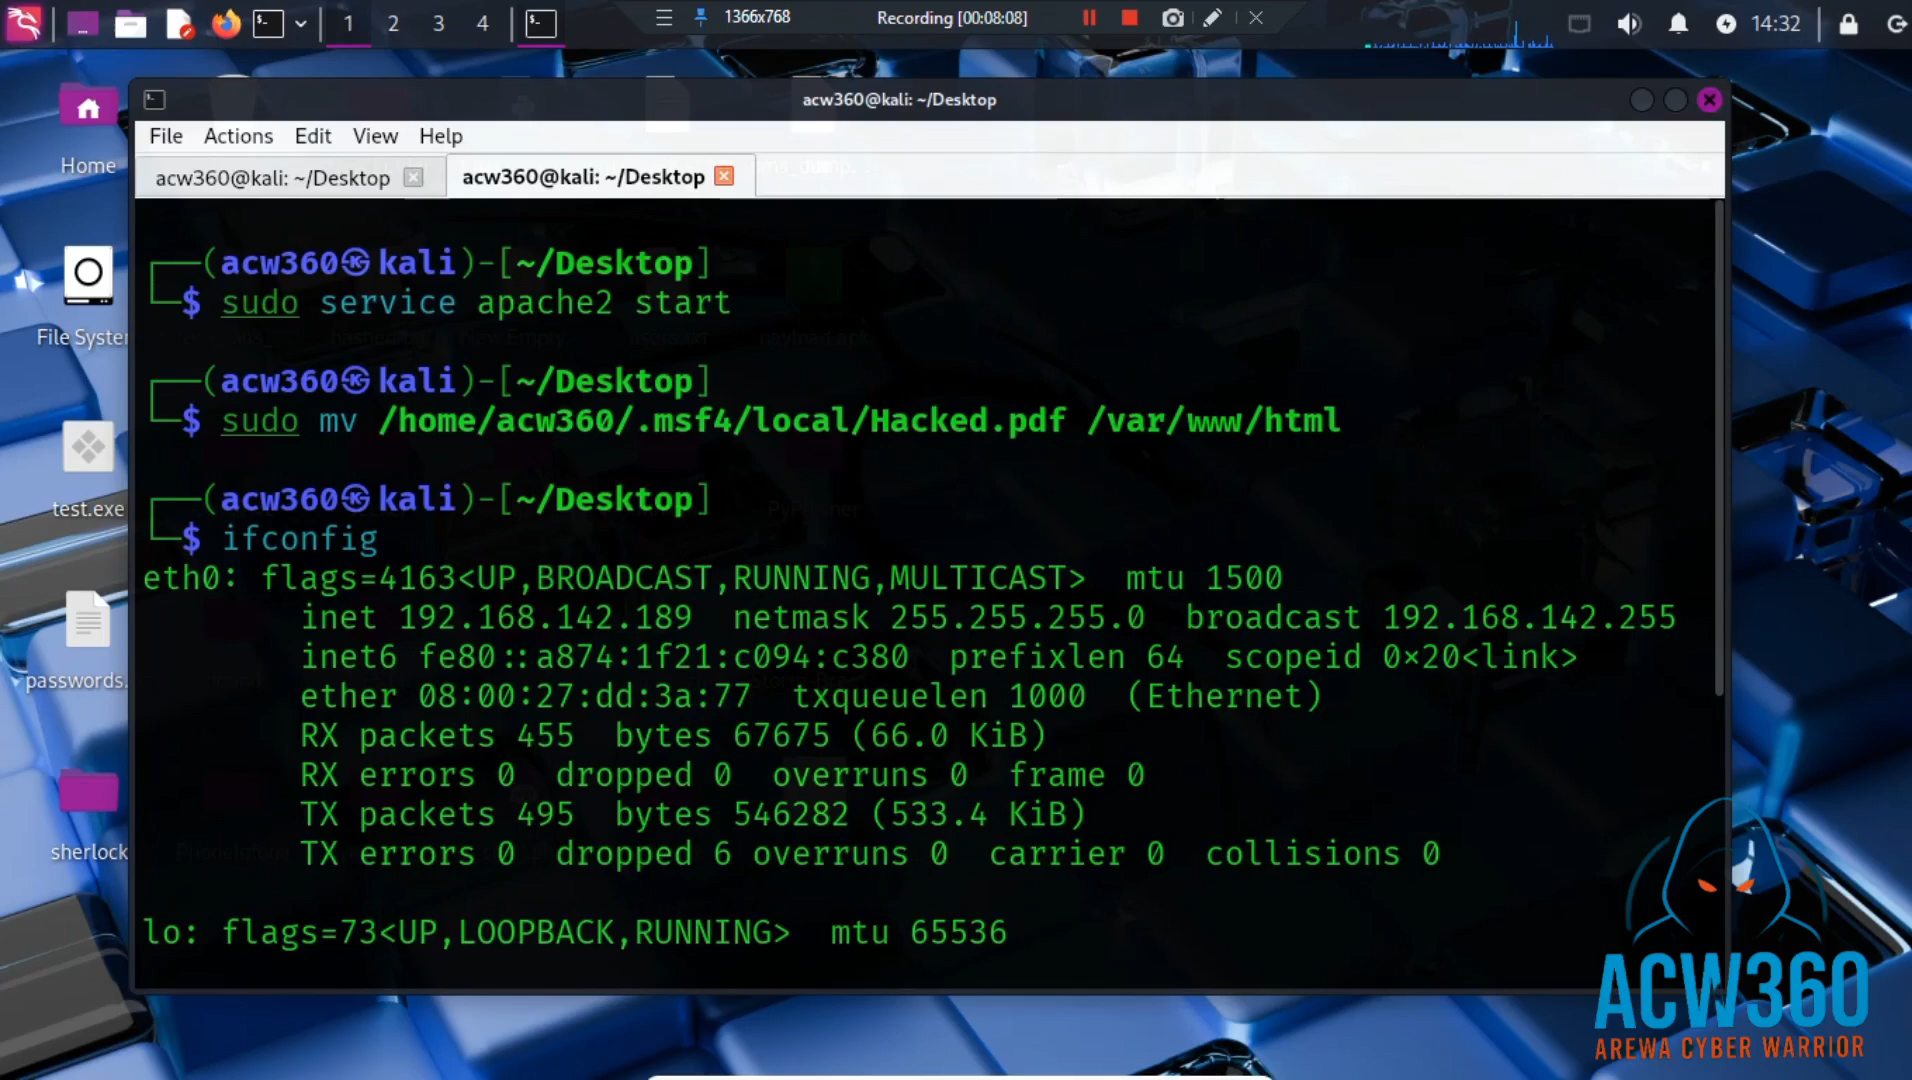 1 2 3 4 1366x768 Recording [00:08:08] 14:32
acw360@kali: ~/Desktop
File Actions Edit View Help
acw360@kali: ~/Desktop acw360@kali: ~/Desktop
Home
File Syster
test.exe
passwords.
sherlock
(acw360㉿kali)-[~/Desktop]
$ sudo service apache2 start
(acw360㉿kali)-[~/Desktop]
$ sudo mv /home/acw360/.msf4/local/Hacked.pdf /var/www/html
(acw360㉿kali)-[~/Desktop]
$ ifconfig
eth0: flags=4163<UP,BROADCAST,RUNNING,MULTICAST> mtu 1500
inet 192.168.142.189 netmask 255.255.255.0 broadcast 192.168.142.255
inet6 fe80::a874:1f21:c094:c380 prefixlen 64 scopeid 0×20<link>
ether 08:00:27:dd:3a:77 txqueuelen 1000 (Ethernet)
RX packets 455 bytes 67675 (66.0 KiB)
RX errors 0 dropped 0 overruns 0 frame 0
TX packets 495 bytes 546282 (533.4 KiB)
TX errors 0 dropped 6 overruns 0 carrier 0 collisions 0
lo: flags=73<UP,LOOPBACK,RUNNING> mtu 65536
ACW360
AREWA CYBER WARRIOR